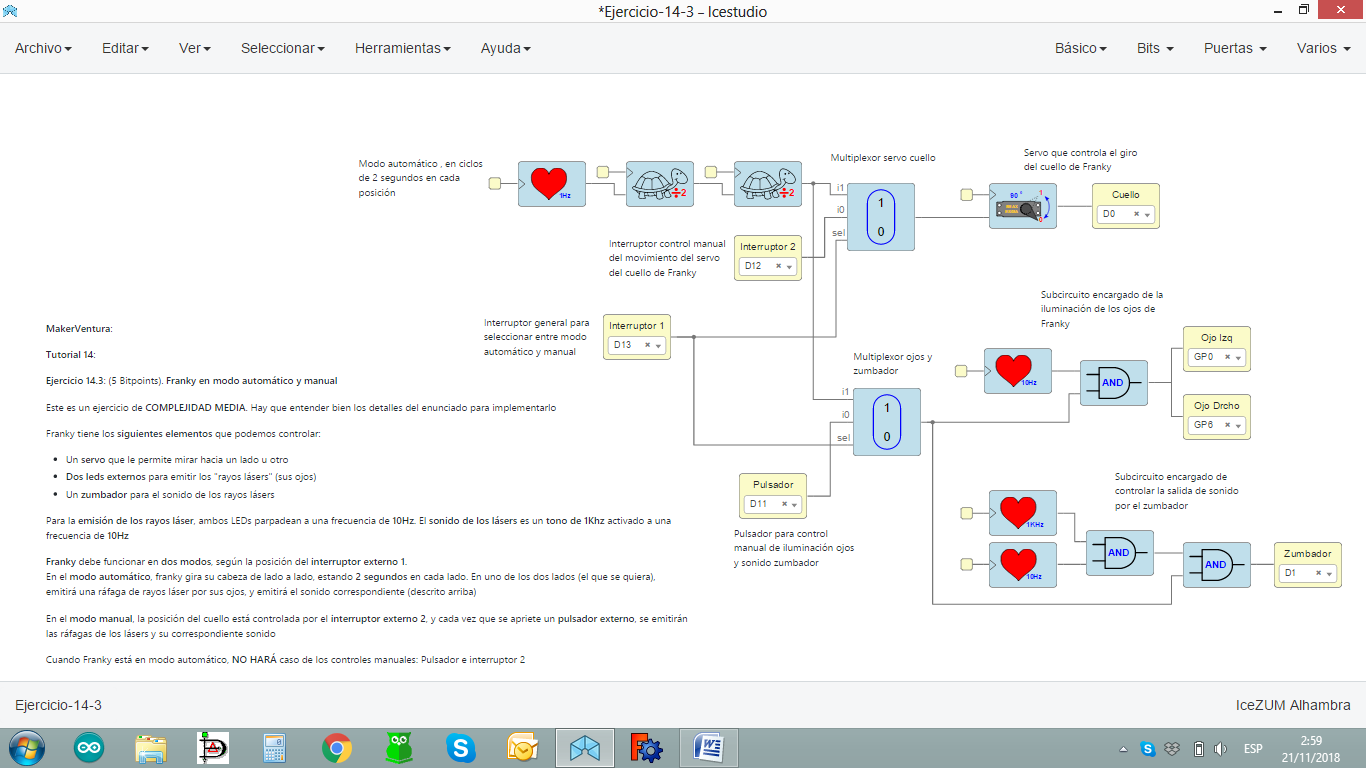 *Ejercicio-14-3 – Icestudio
Archivo Editar Ver Seleccionar Herramientas Ayuda Básico Bits Puertas Varios
Modo automático , en ciclos
de 2 segundos en cada
posición
1Hz
÷2
÷2
Multiplexor servo cuello
i1
i0
sel
1
0
Servo que controla el giro
del cuello de Franky
90 °
1
0
Cuello
D0
Interruptor control manual
del movimiento del servo
del cuello de Franky
Interruptor 2
D12
Interruptor general para
seleccionar entre modo
automático y manual
Interruptor 1
D13
Subcircuito encargado de la
iluminación de los ojos de
Franky
10Hz
AND
Ojo Izq
GP0
Ojo Drcho
GP6
Multiplexor ojos y
zumbador
i1
i0
sel
1
0
Pulsador
D11
Pulsador para control
manual de iluminación ojos
y sonido zumbador
Subcircuito encargado de
controlar la salida de sonido
por el zumbador
1KHz
10Hz
AND
AND
Zumbador
D1
MakerVentura:
Tutorial 14:
Ejercicio 14.3: (5 Bitpoints). Franky en modo automático y manual
Este es un ejercicio de COMPLEJIDAD MEDIA. Hay que entender bien los detalles del enunciado para implementarlo
Franky tiene los siguientes elementos que podemos controlar:
• Un servo que le permite mirar hacia un lado u otro
• Dos leds externos para emitir los "rayos lásers" (sus ojos)
• Un zumbador para el sonido de los rayos lásers
Para la emisión de los rayos láser, ambos LEDs parpadean a una frecuencia de 10Hz. El sonido de los lásers es un tono de 1Khz activado a una
frecuencia de 10Hz
Franky debe funcionar en dos modos, según la posición del interruptor externo 1.
En el modo automático, franky gira su cabeza de lado a lado, estando 2 segundos en cada lado. En uno de los dos lados (el que se quiera),
emitirá una ráfaga de rayos láser por sus ojos, y emitirá el sonido correspondiente (descrito arriba)
En el modo manual, la posición del cuello está controlada por el interruptor externo 2, y cada vez que se apriete un pulsador externo, se emitirán
las ráfagas de los lásers y su correspondiente sonido
Cuando Franky está en modo automático, NO HARÁ caso de los controles manuales: Pulsador e interruptor 2
Ejercicio-14-3 IceZUM Alhambra
ESP
2:59
21/11/2018